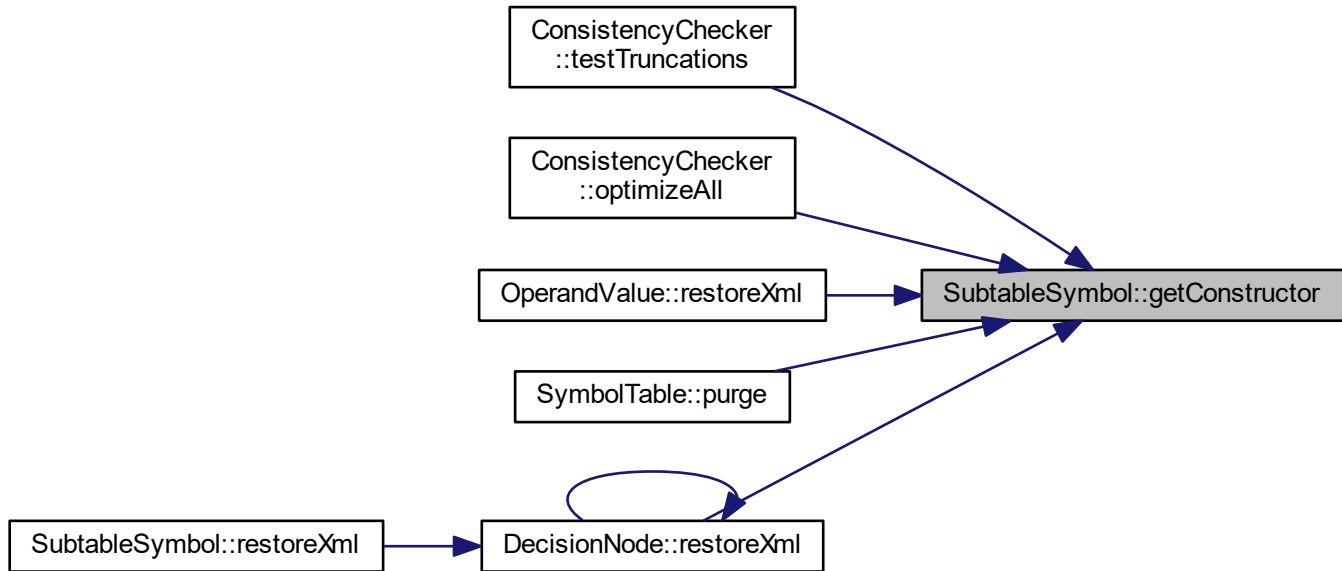 ConsistencyChecker
::testTruncations
ConsistencyChecker
::optimizeAll
OperandValue::restoreXml
SubtableSymbol::getConstructor
SymbolTable::purge
SubtableSymbol::restoreXml
DecisionNode::restoreXml